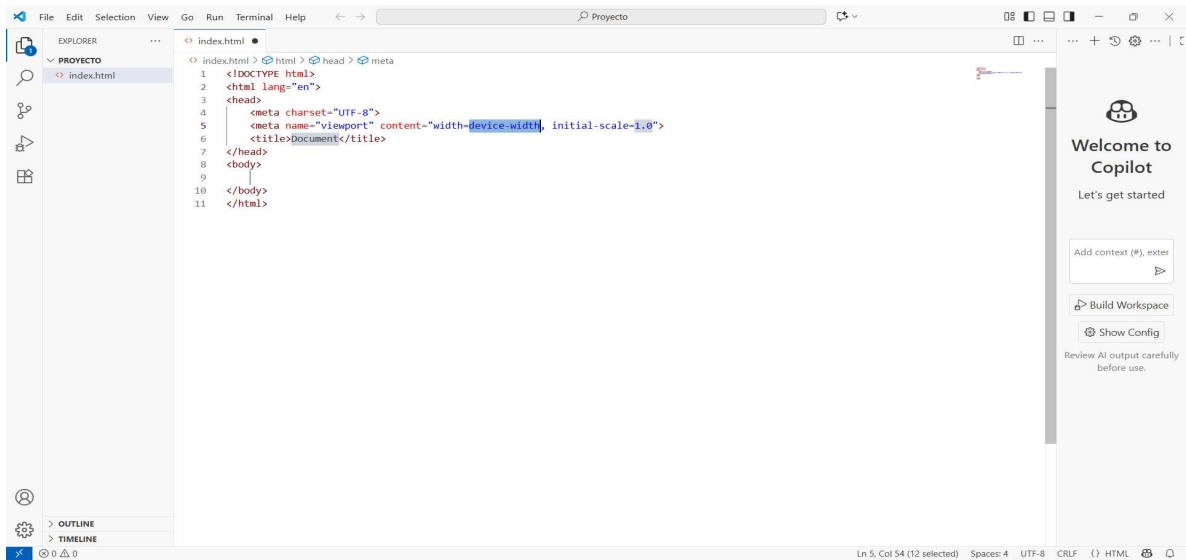 File Edit Selection View Go Run Terminal Help
Proyecto
EXPLORER
PROYECTO
index.html
1
index.html
index.html > html > head > meta
1 <!DOCTYPE html>
2 <html lang="en">
3 <head>
4 <meta charset="UTF-8">
5 <meta name="viewport" content="width=device-width, initial-scale=1.0">
6 <title>Document</title>
7 </head>
8 <body>
9
10 </body>
11 </html>
Welcome to
Copilot
Let's get started
Add context (#), exter
Build Workspace
Show Config
Review AI output carefully
before use.
OUTLINE
TIMELINE
0 0
Ln 5, Col 54 (12 selected) Spaces: 4 UTF-8 CRLF {} HTML